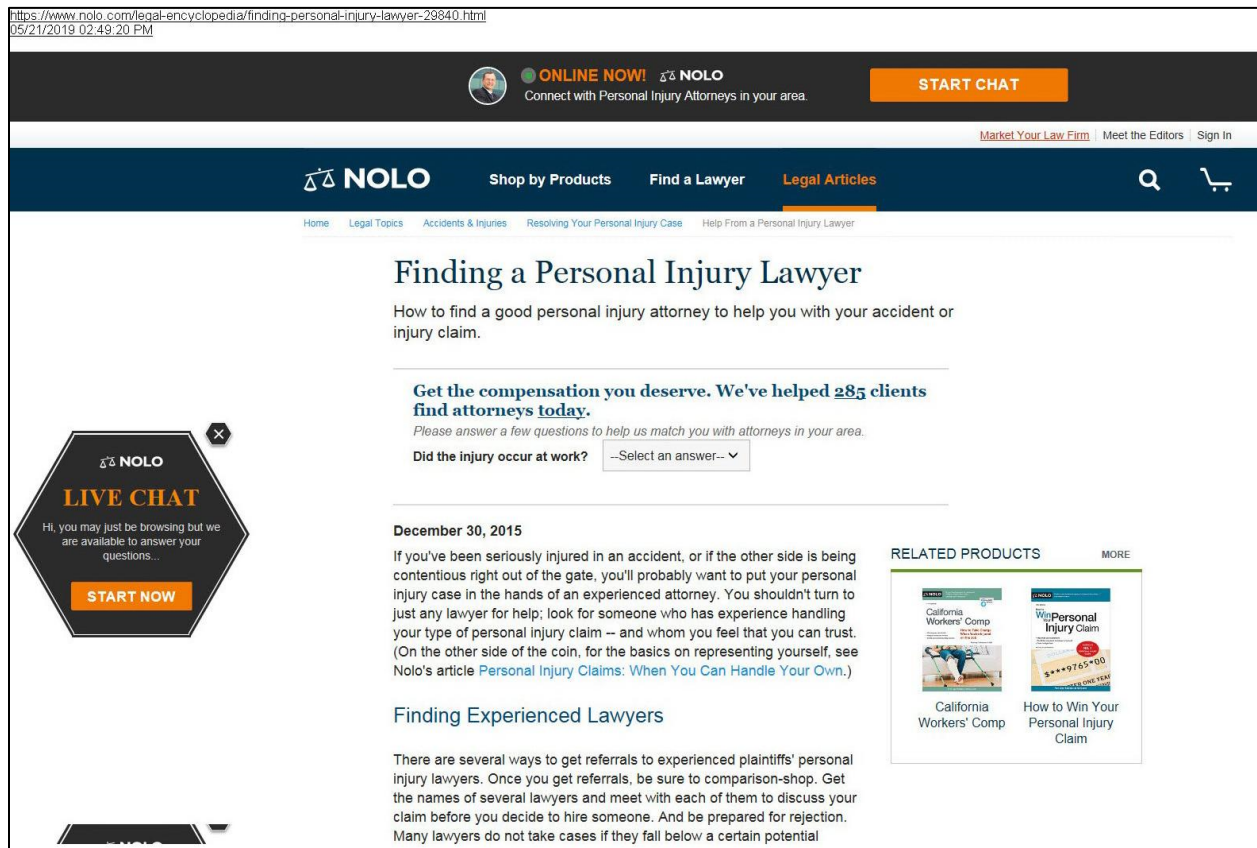 https://www.nolo.com/legal-encyclopedia/finding-personal-injury-lawyer-29840.html
05/21/2019 02:49:20 PM
ONLINE NOW! NOLO
Connect with Personal Injury Attorneys in your area.
START CHAT
Market Your Law Firm Meet the Editors Sign In
NOLO Shop by Products Find a Lawyer Legal Articles
Home Legal Topics Accidents & Injuries Resolving Your Personal Injury Case Help From a Personal Injury Lawyer
Finding a Personal Injury Lawyer
How to find a good personal injury attorney to help you with your accident or
injury claim.
Get the compensation you deserve. We've helped 285 clients
find attorneys today.
Please answer a few questions to help us match you with attorneys in your area.
Did the injury occur at work? --Select an answer--
NOLO
LIVE CHAT
Hi, you may just be browsing but we
are available to answer your
questions...
START NOW
December 30, 2015
If you've been seriously injured in an accident, or if the other side is being
contentious right out of the gate, you'll probably want to put your personal
injury case in the hands of an experienced attorney. You shouldn't turn to
just any lawyer for help; look for someone who has experience handling
your type of personal injury claim -- and whom you feel that you can trust.
(On the other side of the coin, for the basics on representing yourself, see
Nolo's article Personal Injury Claims: When You Can Handle Your Own.)
Finding Experienced Lawyers
There are several ways to get referrals to experienced plaintiffs' personal
injury lawyers. Once you get referrals, be sure to comparison-shop. Get
the names of several lawyers and meet with each of them to discuss your
claim before you decide to hire someone. And be prepared for rejection.
Many lawyers do not take cases if they fall below a certain potential
RELATED PRODUCTS MORE
NOLO
California
Workers' Comp
NOLO
Win Your Personal
Injury Claim
$***9765*00
California
Workers' Comp
How to Win Your
Personal Injury
Claim